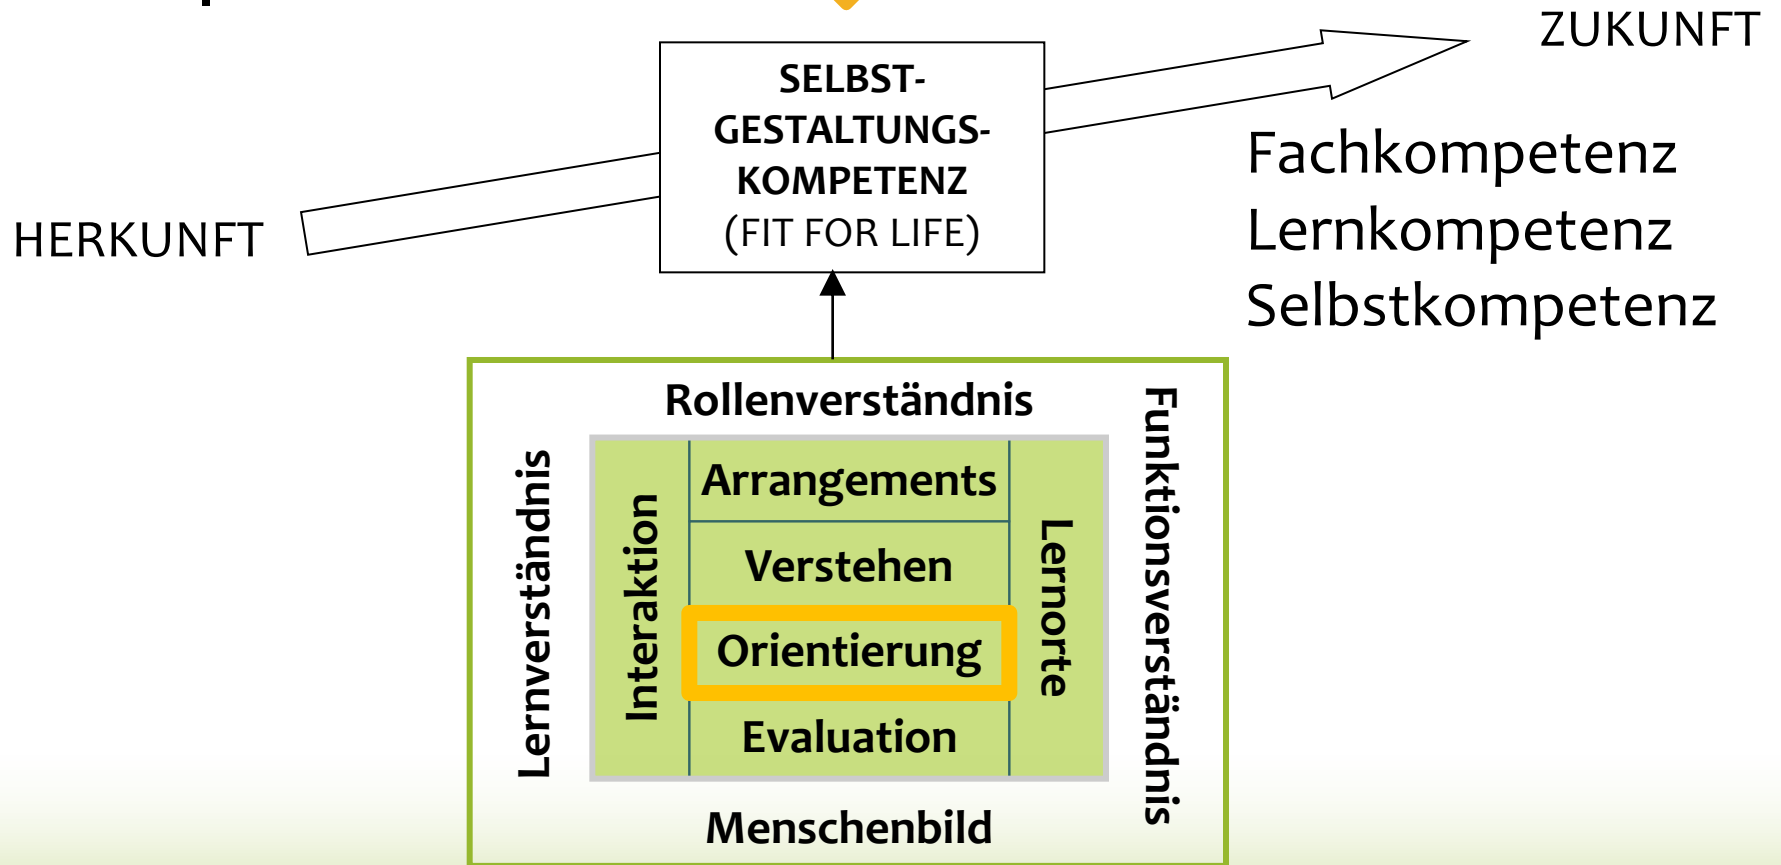 ZUKUNFT
SELBST-
GESTALTUNGS-
KOMPETENZ
(FIT FOR LIFE)
HERKUNFT
Fachkompetenz
Lernkompetenz
Selbstkompetenz
Rollenverständnis
Lernverständnis
Interaktion
Arrangements
Verstehen
Orientierung
Evaluation
Lernorte
Funktionsverständnis
Menschenbild